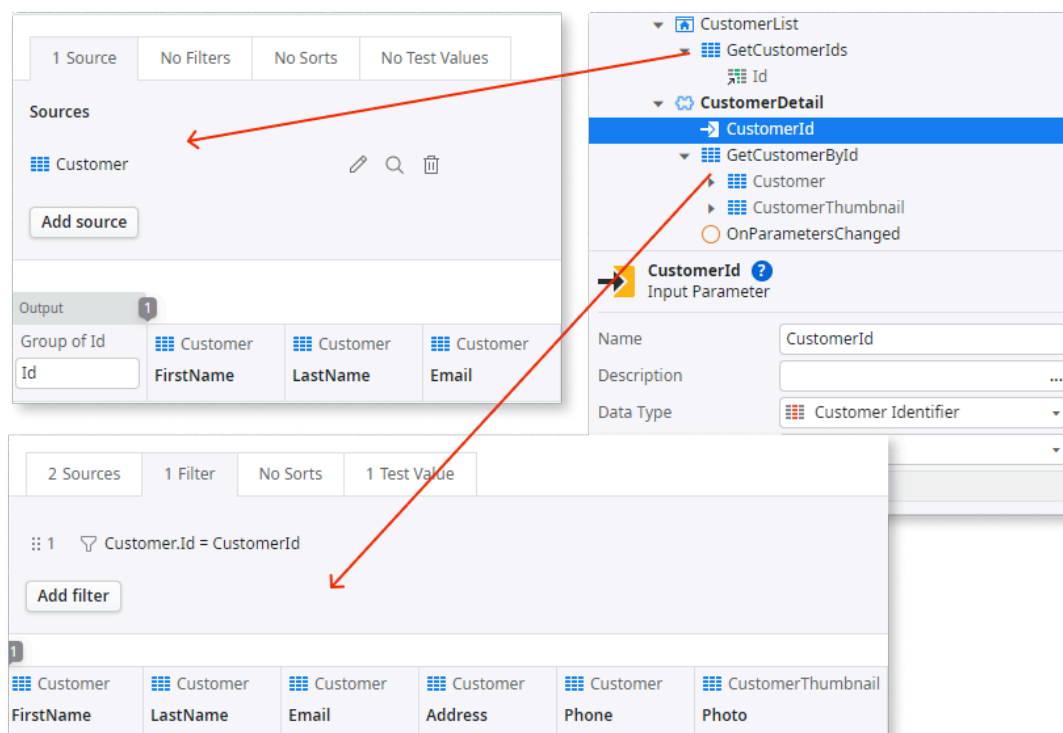 1 Source
No Filters
No Sorts
No Test Values
Sources
Customer
Add source
Output
1
Group of Id
Id
Customer
FirstName
Customer
LastName
Customer
Email
CustomerList
GetCustomerIds
Id
CustomerDetail
CustomerId
GetCustomerById
Customer
CustomerThumbnail
OnParametersChanged
CustomerId ?
Input Parameter
Name
CustomerId
Description
...
Data Type
Customer Identifier
2 Sources
1 Filter
No Sorts
1 Test Value
1
Customer.Id = CustomerId
Add filter
1
Customer
FirstName
Customer
LastName
Customer
Email
Customer
Address
Customer
Phone
CustomerThumbnail
Photo